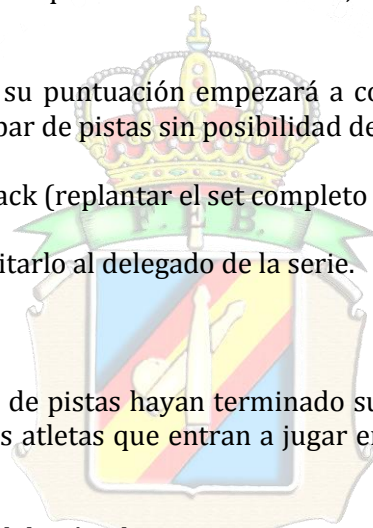 su puntuación empezará a co
par de pistas sin posibilidad de
ack (replantar el set completo
F. E. B.
itarlo al delegado de la serie.
de pistas hayan terminado su
s atletas que entran a jugar en